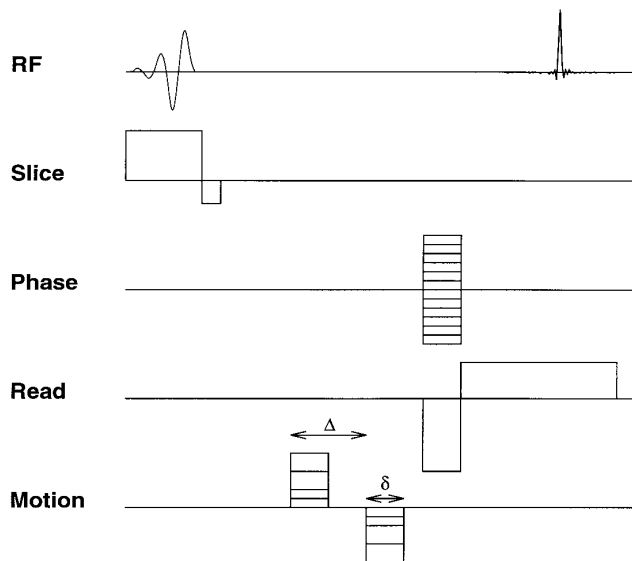 RF
Slice
Phase
Read
Δ
δ
Motion